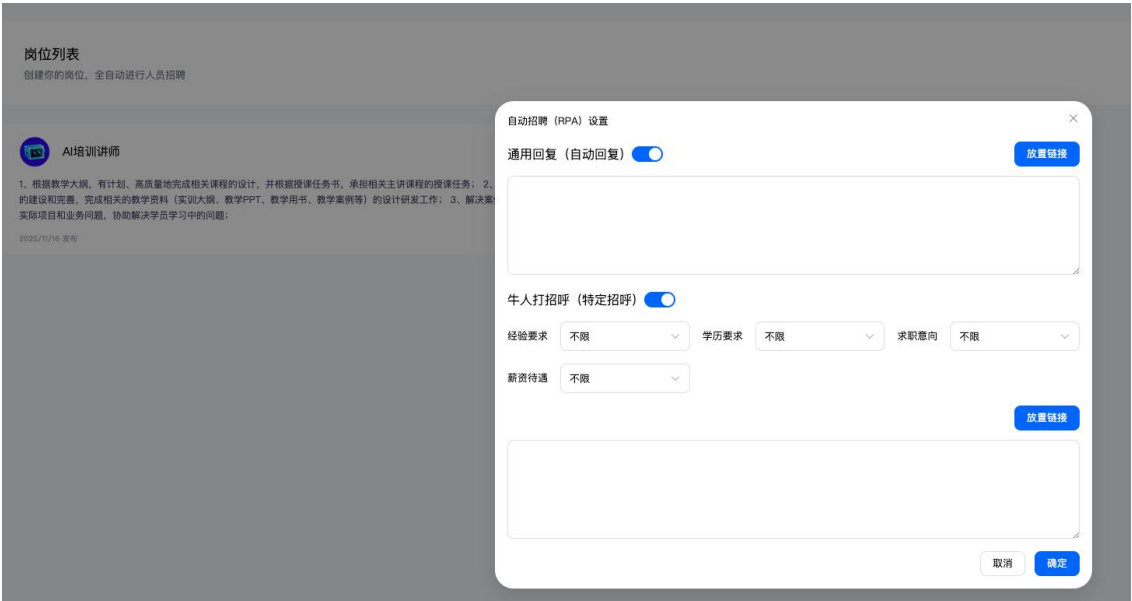 岗位列表
创建你的岗位，全自动进行人员招聘
AI培训讲师
1、根据教学大纲，有计划、高质量地完成相关课程的设计，并根据授课任务书，承担相关主讲课程的授课任务； 2、
的建设和完善，完成相关的教学资料（实训大纲、教学PPT、教学用书、教学案例等）的设计研发工作； 3、解决案
实际项目和业务问题，协助解决学员学习中的问题；
2025/11/16 发布
自动招聘（RPA）设置
通用回复（自动回复）
放置链接
牛人打招呼（特定招呼）
经验要求 不限 学历要求 不限 求职意向 不限
薪资待遇 不限
放置链接
取消 确定